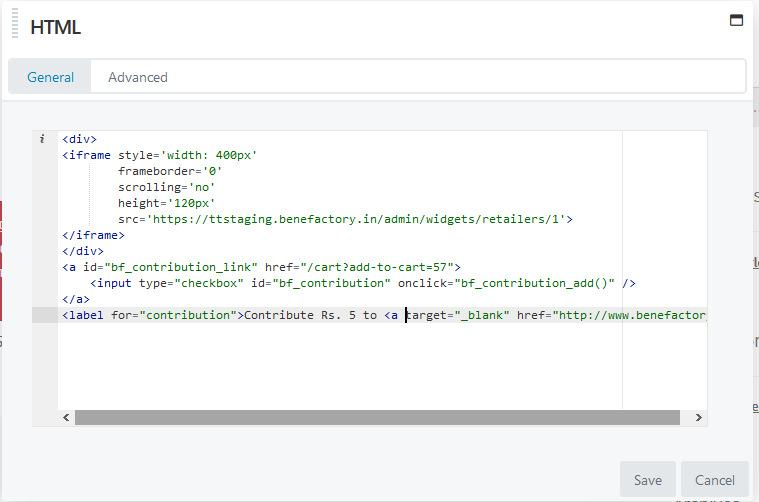 HTML
General Advanced
<div>
<iframe style='width: 400px'
        frameborder='0'
        scrolling='no'
        height='120px'
        src='https://ttstaging.benefactory.in/admin/widgets/retailers/1'>
</iframe>
</div>
<a id="bf_contribution_link" href="/cart?add-to-cart=57">
    <input type="checkbox" id="bf_contribution" onclick="bf_contribution_add()" />
</a>
<label for="contribution">Contribute Rs. 5 to <a target="_blank" href="http://www.benefactory
Save Cancel